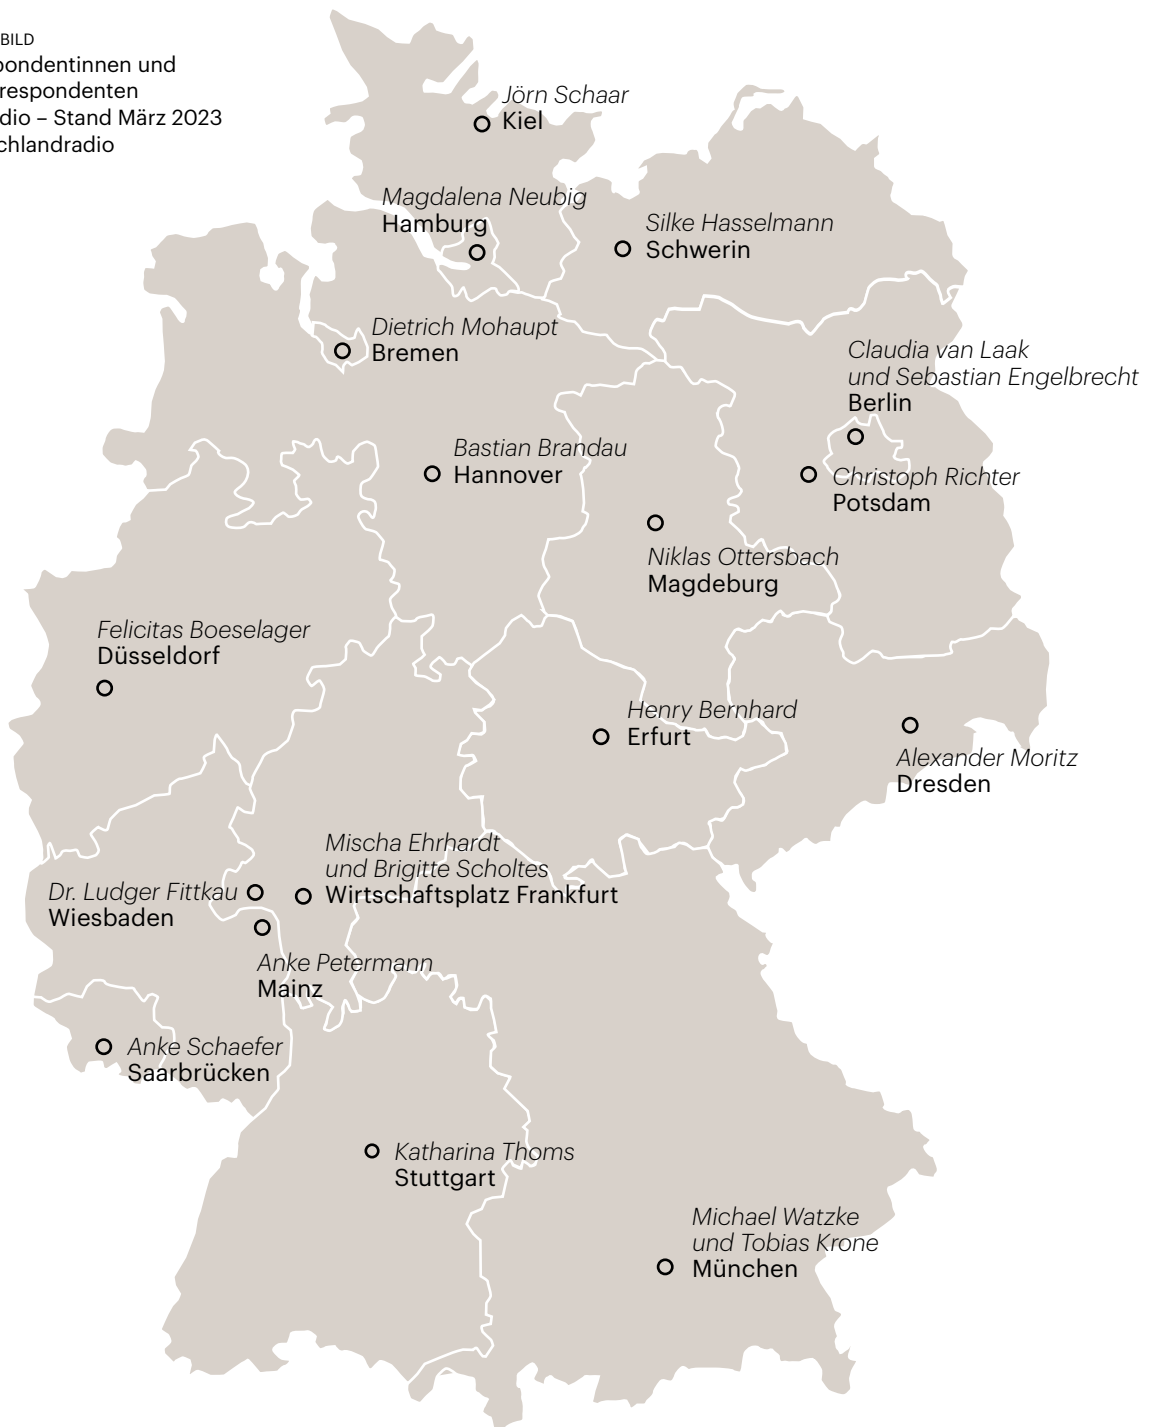 BILD
pondentinnen und
respondenten
dio – Stand März 2023
chlandradio
Jörn Schaar
Kiel
Magdalena Neubig
Hamburg
Silke Hasselmann
Schwerin
Dietrich Mohaupt
Bremen
Claudia van Laak
und Sebastian Engelbrecht
Berlin
Bastian Brandau
Hannover
Christoph Richter
Potsdam
Niklas Ottersbach
Magdeburg
Felicitas Boeselager
Düsseldorf
Henry Bernhard
Erfurt
Alexander Moritz
Dresden
Mischa Ehrhardt
und Brigitte Scholtes
Wirtschaftsplatz Frankfurt
Dr. Ludger Fittkau
Wiesbaden
Anke Petermann
Mainz
Anke Schaefer
Saarbrücken
Katharina Thoms
Stuttgart
Michael Watzke
und Tobias Krone
München